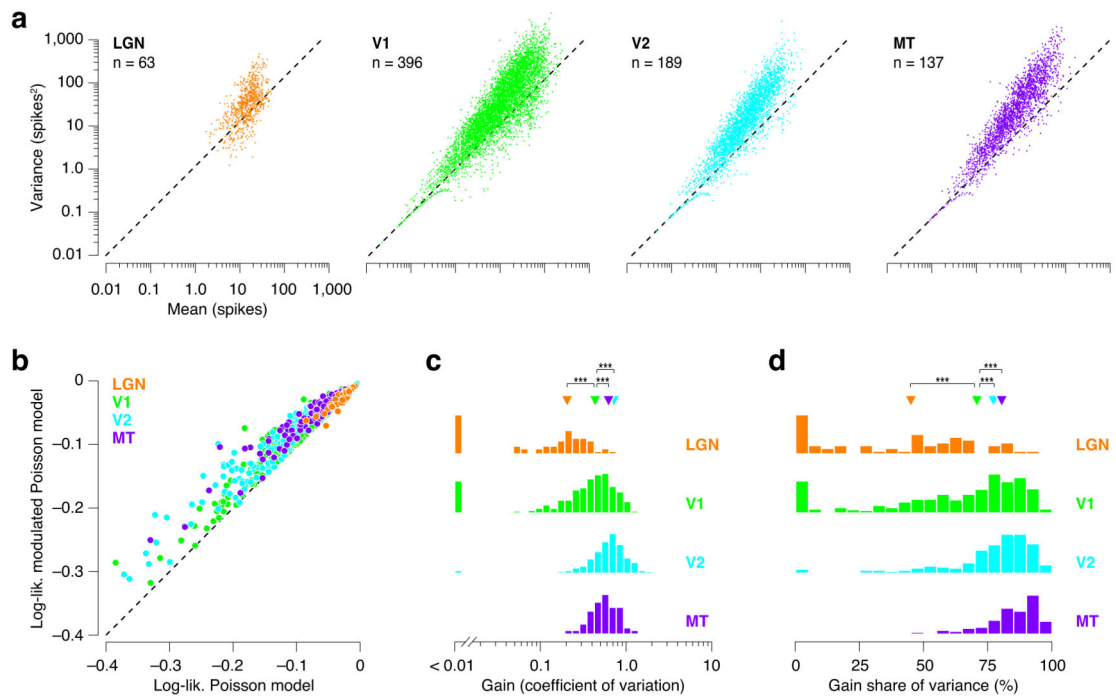 a
LGN
n = 63
V1
n = 396
V2
n = 189
MT
n = 137
1,000
100
10
1.0
0.1
0.01
Variance (spikes²)
0.01 0.1 1.0 10 100 1,000
Mean (spikes)
b
LGN
V1
V2
MT
0
−0.1
−0.2
−0.3
−0.4
Log-lik. modulated Poisson model
−0.4 −0.3 −0.2 −0.1 0
Log-lik. Poisson model
c
***
*** ***
LGN
V1
V2
MT
< 0.01 0.1 1.0 10
Gain (coefficient of variation)
d
***
*** ***
LGN
V1
V2
MT
0 25 50 75 100
Gain share of variance (%)